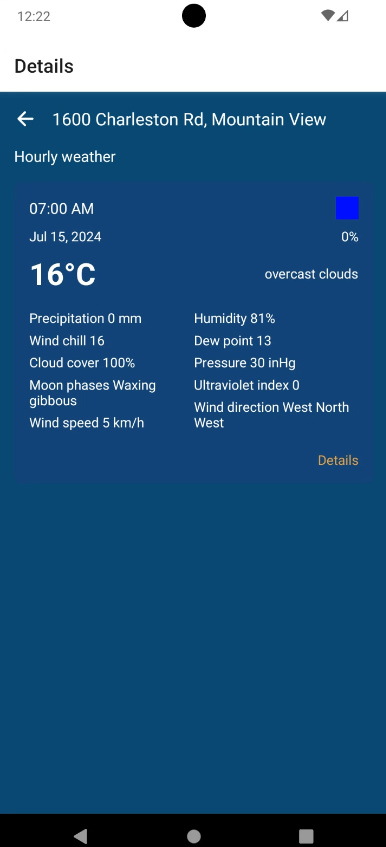 12:22
Details
1600 Charleston Rd, Mountain View
Hourly weather
07:00 AM
Jul 15, 2024
0%
16°C
overcast clouds
Precipitation 0 mm
Humidity 81%
Wind chill 16
Dew point 13
Cloud cover 100%
Pressure 30 inHg
Moon phases Waxing
gibbous
Ultraviolet index 0
Wind direction West North
West
Wind speed 5 km/h
Details